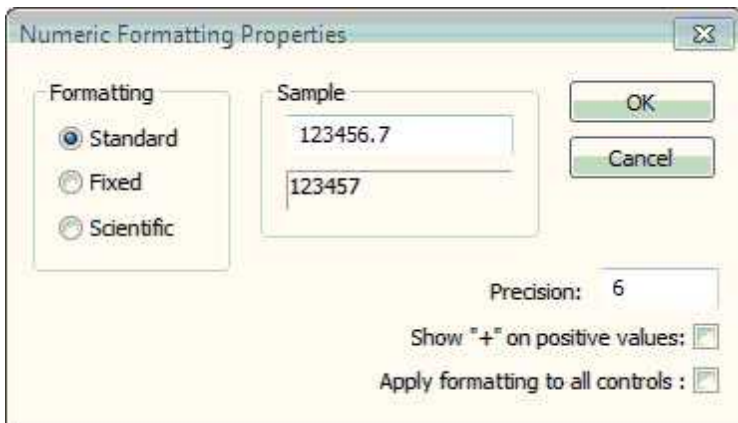 Numeric Formatting Properties
Formatting
Standard
Fixed
Scientific
Sample
123456.7
123457
OK
Cancel
Precision: 6
Show "+" on positive values:
Apply formatting to all controls :